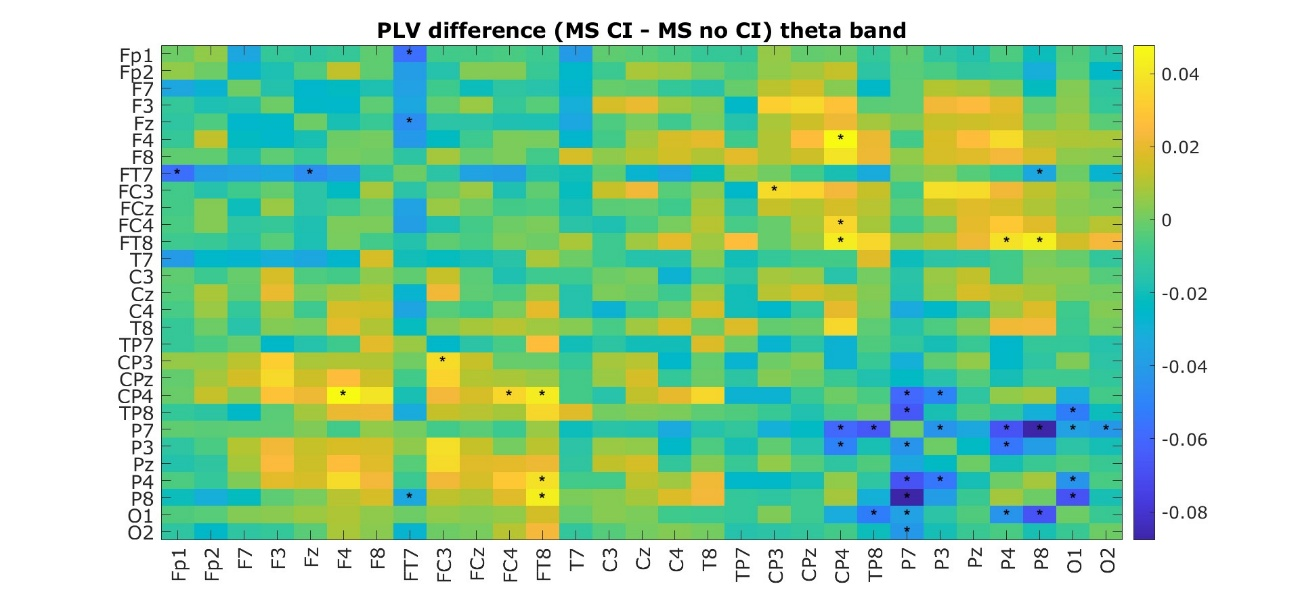 PLV difference (MS CI - MS no CI) theta band
Fp1
Fp2
F7
F3
Fz
F4
F8
FT7
FC3
FCz
FC4
FT8
T7
C3
Cz
C4
T8
TP7
CP3
CPz
CP4
TP8
P7
P3
Pz
P4
P8
O1
O2
Fp1 Fp2 F7 F3 Fz F4 F8 FT7 FC3 FCz FC4 FT8 T7 C3 Cz C4 T8 TP7 CP3 CPz CP4 TP8 P7 P3 Pz P4 P8 O1 O2
0.04
0.02
0
-0.02
-0.04
-0.06
-0.08